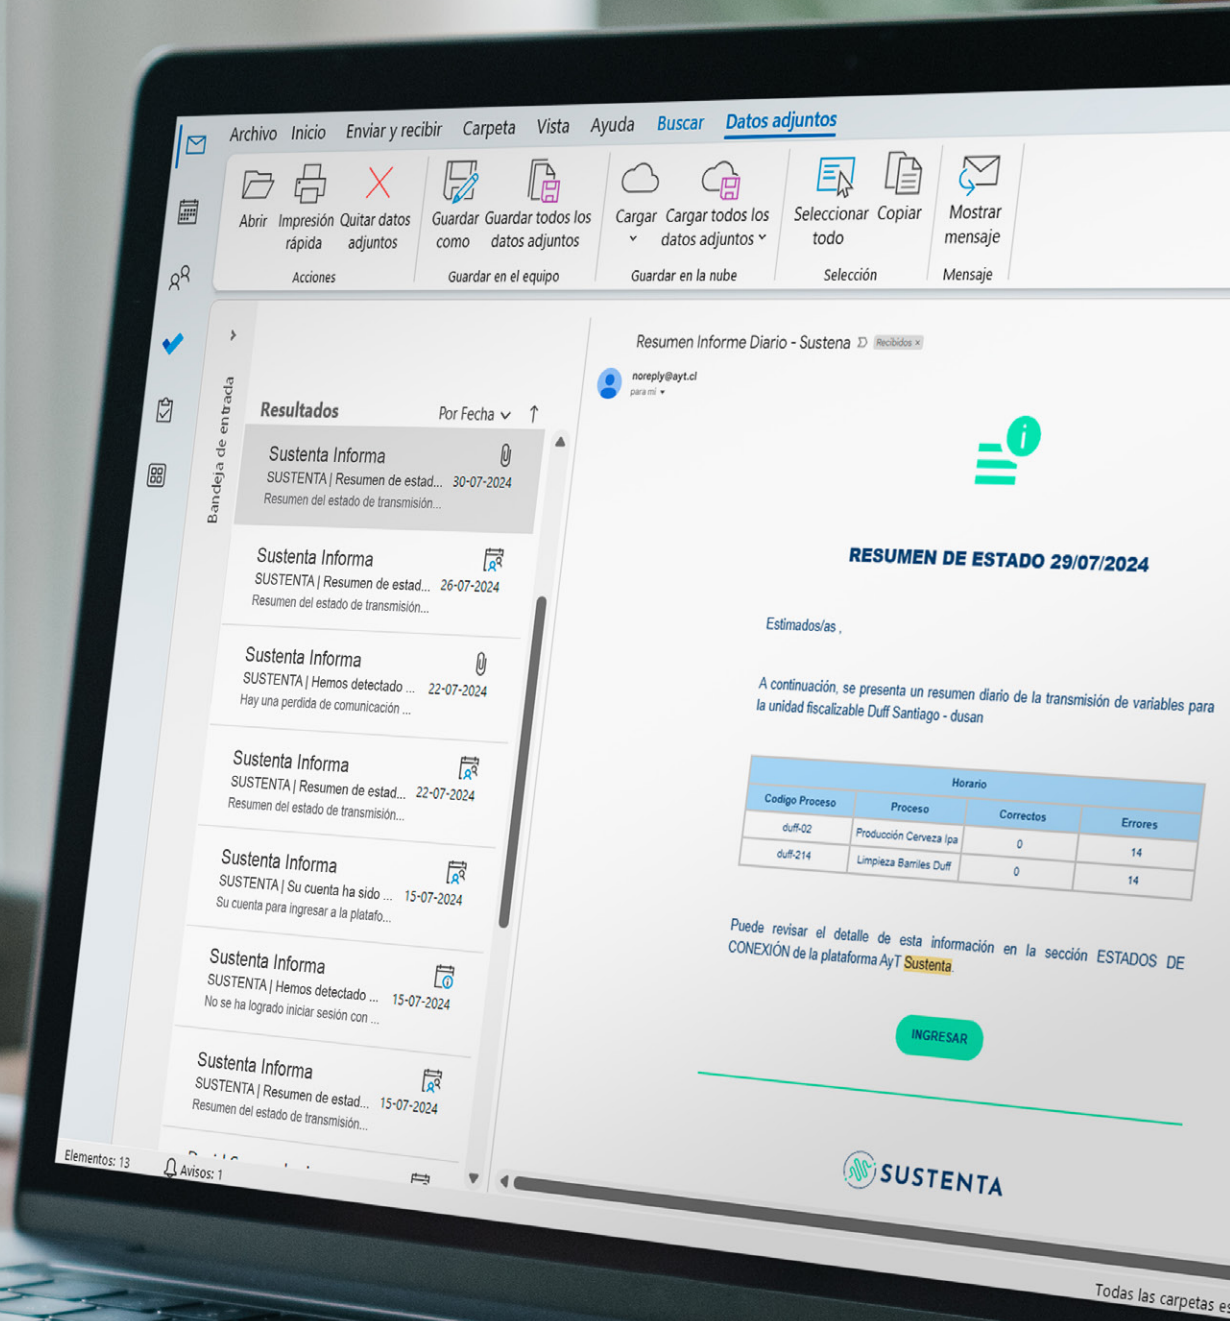 Archivo Inicio Enviar y recibir Carpeta Vista Ayuda Buscar Datos adjuntos
Abrir
Impresión
rápida
Quitar datos
adjuntos
Acciones
Guardar
como
Guardar todos los
datos adjuntos
Guardar en el equipo
Cargar
Cargar todos los
datos adjuntos
Guardar en la nube
Seleccionar
todo
Copiar
Selección
Mostrar
mensaje
Mensaje
Bandeja de entrada
Resultados Por Fecha
Sustenta Informa
SUSTENTA | Resumen de estad... 30-07-2024
Resumen del estado de transmisión...
Sustenta Informa
SUSTENTA | Resumen de estad... 26-07-2024
Resumen del estado de transmisión...
Sustenta Informa
SUSTENTA | Hemos detectado ... 22-07-2024
Hay una perdida de comunicación ...
Sustenta Informa
SUSTENTA | Resumen de estad... 22-07-2024
Resumen del estado de transmisión...
Sustenta Informa
SUSTENTA | Su cuenta ha sido ... 15-07-2024
Su cuenta para ingresar a la platafo...
Sustenta Informa
SUSTENTA | Hemos detectado ... 15-07-2024
No se ha logrado iniciar sesión con ...
Sustenta Informa
SUSTENTA | Resumen de estad... 15-07-2024
Resumen del estado de transmisión...
Elementos: 13 Avisos: 1
Resumen Informe Diario - Sustena Recibidos ×
noreply@ayt.cl
para mí
RESUMEN DE ESTADO 29/07/2024
Estimados/as ,
A continuación, se presenta un resumen diario de la transmisión de variables para
la unidad fiscalizable Duff Santiago - dusan
Horario
Codigo Proceso Proceso Correctos Errores
duff-02 Producción Cerveza Ipa 0 14
duff-214 Limpieza Barriles Duff 0 14
Puede revisar el detalle de esta información en la sección ESTADOS DE
CONEXIÓN de la plataforma AyT Sustenta.
INGRESAR
SUSTENTA
Todas las carpetas es